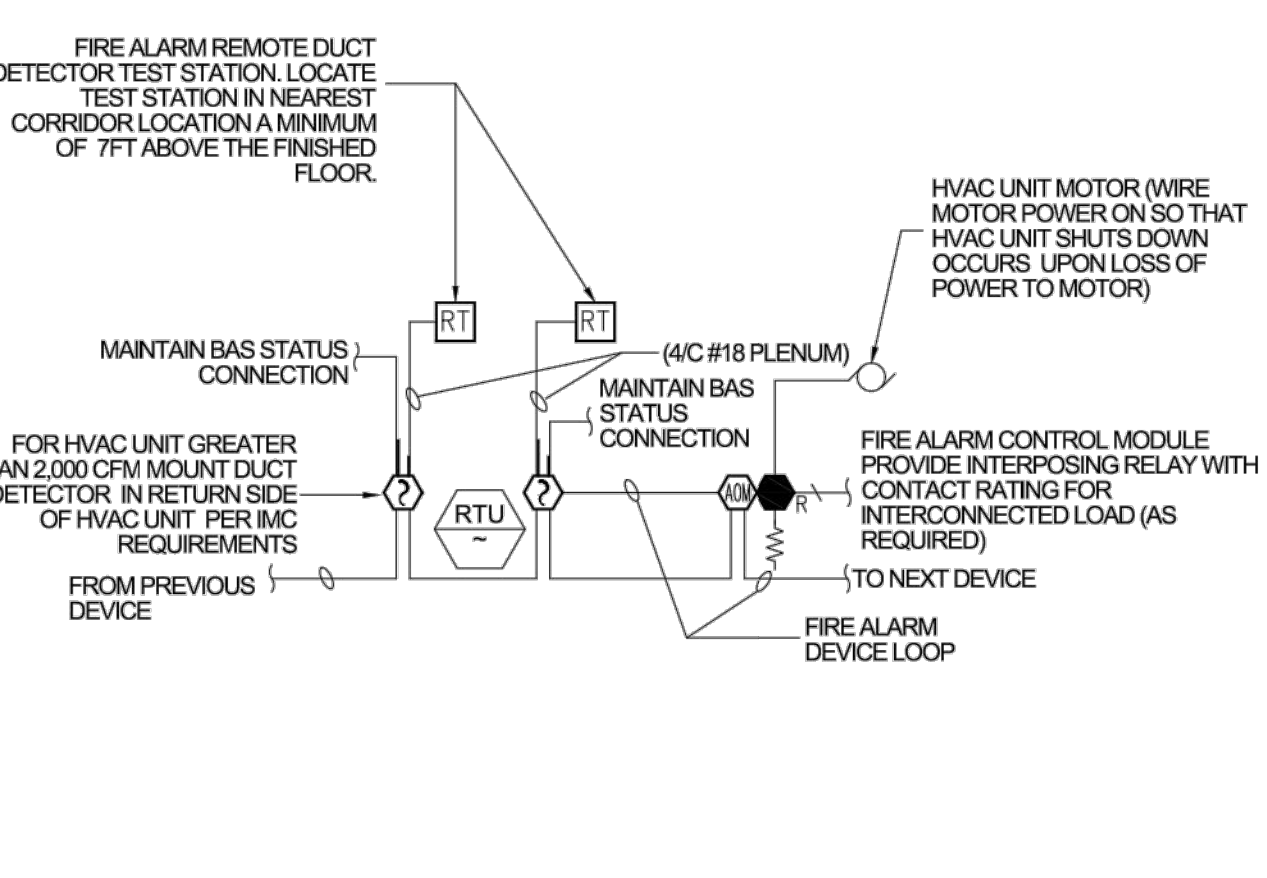 FIRE ALARM REMOTE DUCT
DETECTOR TEST STATION. LOCATE
TEST STATION IN NEAREST
CORRIDOR LOCATION A MINIMUM
OF 7FT ABOVE THE FINISHED
FLOOR.
HVAC UNIT MOTOR (WIRE
MOTOR POWER ON SO THAT
HVAC UNIT SHUTS DOWN
OCCURS UPON LOSS OF
POWER TO MOTOR)
RT
RT
MAINTAIN BAS STATUS
CONNECTION
(4/C #18 PLENUM)
MAINTAIN BAS
STATUS
CONNECTION
FOR HVAC UNIT GREATER
AN 2,000 CFM MOUNT DUCT
DETECTOR IN RETURN SIDE
OF HVAC UNIT PER IMC
REQUIREMENTS
RTU
~
AOM
R
FIRE ALARM CONTROL MODULE
PROVIDE INTERPOSING RELAY WITH
CONTACT RATING FOR
INTERCONNECTED LOAD (AS
REQUIRED)
FROM PREVIOUS
DEVICE
TO NEXT DEVICE
FIRE ALARM
DEVICE LOOP